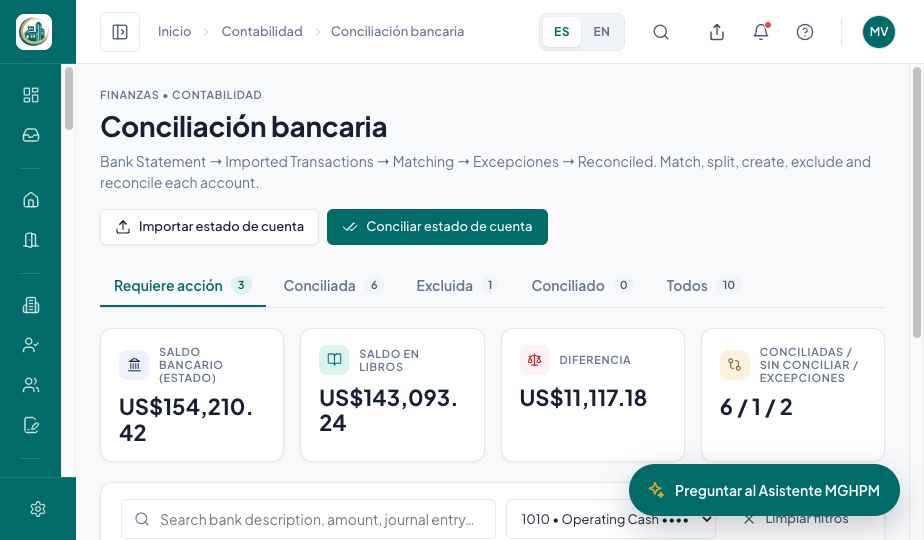 Inicio
Contabilidad
Conciliación bancaria
ES
EN
MV
FINANZAS • CONTABILIDAD
Conciliación bancaria
Bank Statement → Imported Transactions → Matching → Excepciones → Reconciled. Match, split, create, exclude and
reconcile each account.
Importar estado de cuenta
Conciliar estado de cuenta
Requiere acción 3
Conciliada 6
Excluida 1
Conciliado 0
Todos 10
SALDO
BANCARIO
(ESTADO)
US$154,210.
42
SALDO EN
LIBROS
US$143,093.
24
DIFERENCIA
US$11,117.18
CONCILIADAS /
SIN CONCILIAR /
EXCEPCIONES
6 / 1 / 2
Preguntar al Asistente MGHPM
Search bank description, amount, journal entry…
1010 • Operating Cash ••••
Limpiar filtros